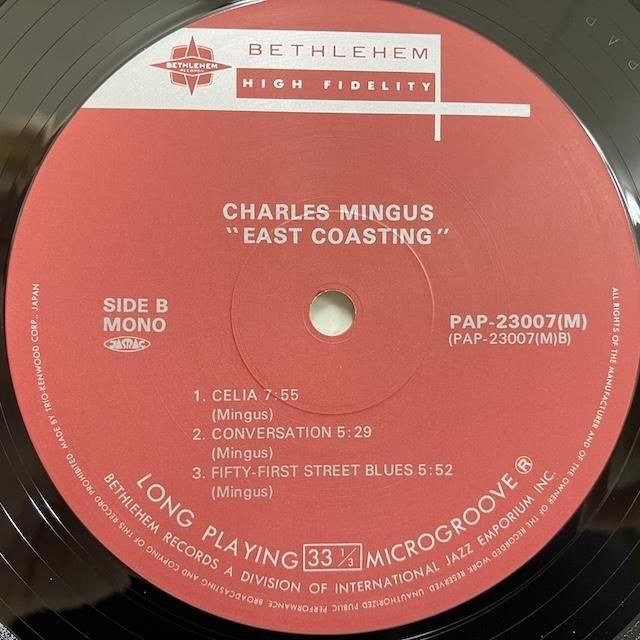 BETHLEHEM
RECORDS
BETHLEHEM
HIGH FIDELITY
CHARLES MINGUS
"EAST COASTING"
SIDE B
MONO
JASRAC
PAP-23007(M)
(PAP-23007(M)B)
1. CELIA 7:55
(Mingus)
2. CONVERSATION 5:29
(Mingus)
3. FIFTY-FIRST STREET BLUES 5:52
(Mingus)
LONG PLAYING 33 1/3 MICROGROOVE ®
BETHLEHEM RECORDS A DIVISION OF INTERNATIONAL JAZZ EMPORIUM INC.
ALL RIGHTS OF THE MANUFACTURER AND OF THE OWNER OF THE RECORDED WORK RESERVED. UNAUTHORIZED PUBLIC PERFORMANCE, BROADCASTING AND COPYING OF THIS RECORD PROHIBITED. MADE BY TRIO-KENWOOD CORP., JAPAN